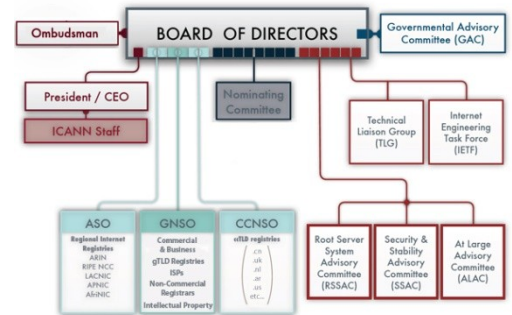 Ombudsman
BOARD OF DIRECTORS
Governmental Advisory
Committee (GAC)
President / CEO
ICANN Staff
Nominating
Committee
Technical
Liaison Group
(TLG)
Internet
Engineering
Task Force
(IETF)
ASO
Regional Internet
Registries
ARIN
RIPE NCC
LACNIC
APNIC
AfriNIC
GNSO
Commercial
& Business
gTLD Registries
ISPs
Non-Commercial
Registrars
Intellectual Property
CCNSO
ccTLD registries
.cn
.uk
.nl
.ar
.us
etc...
Root Server
System
Advisory
Committee
(RSSAC)
Security &
Stability
Advisory
Committee
(SSAC)
At Large
Advisory
Committee
(ALAC)